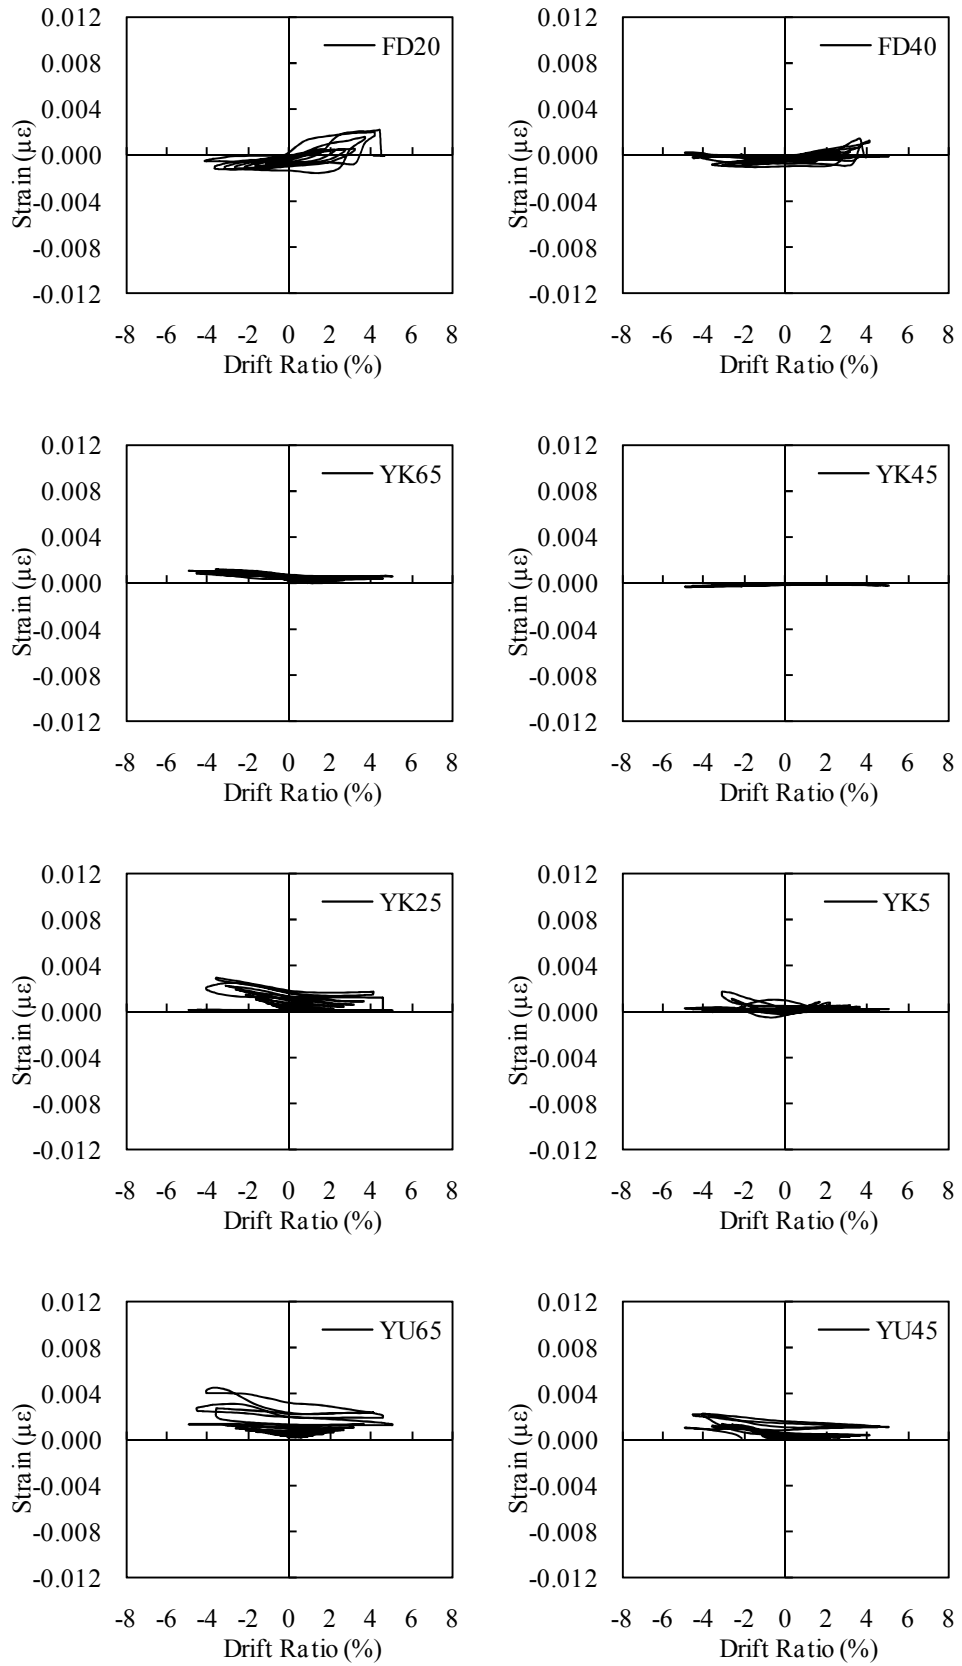 0.012 FD20
0.008
0.004
0.000
-0.004
-0.008
-0.012
Strain (µε)
-8 -6 -4 -2 0 2 4 6 8
Drift Ratio (%)
0.012 FD40
0.008
0.004
0.000
-0.004
-0.008
-0.012
Strain (µε)
-8 -6 -4 -2 0 2 4 6 8
Drift Ratio (%)
0.012
YK65
0.008
0.004
0.000
-0.004
-0.008
-0.012
Strain (µε)
-8 -6 -4 -2 0 2 4 6 8
Drift Ratio (%)
0.012
YK45
0.008
0.004
0.000
-0.004
-0.008
-0.012
Strain (µε)
-8 -6 -4 -2 0 2 4 6 8
Drift Ratio (%)
0.012
YK25
0.008
0.004
0.000
-0.004
-0.008
-0.012
Strain (µε)
-8 -6 -4 -2 0 2 4 6 8
Drift Ratio (%)
0.012
YK5
0.008
0.004
0.000
-0.004
-0.008
-0.012
Strain (µε)
-8 -6 -4 -2 0 2 4 6 8
Drift Ratio (%)
0.012
YU65
0.008
0.004
0.000
-0.004
-0.008
-0.012
Strain (µε)
-8 -6 -4 -2 0 2 4 6 8
Drift Ratio (%)
0.012
YU45
0.008
0.004
0.000
-0.004
-0.008
-0.012
Strain (µε)
-8 -6 -4 -2 0 2 4 6 8
Drift Ratio (%)